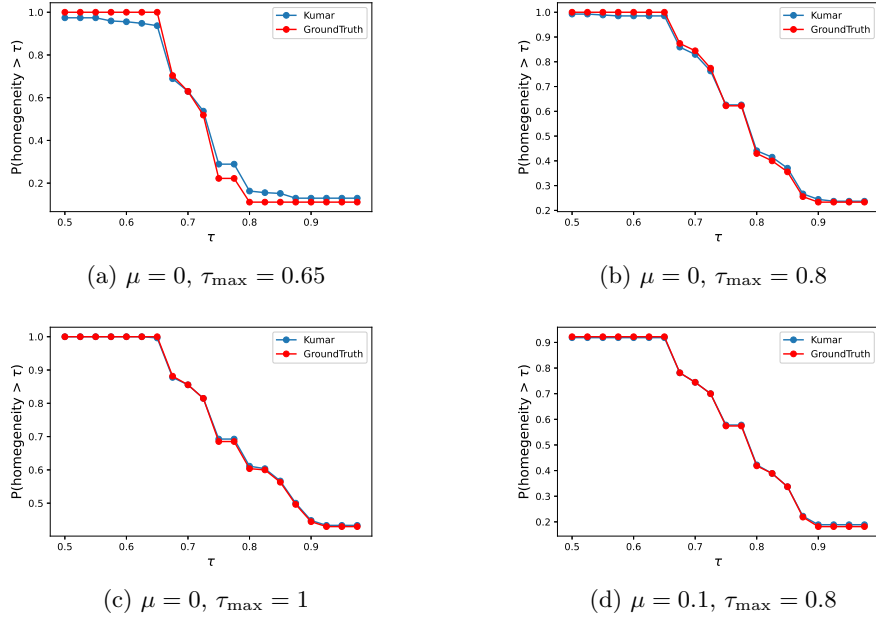 Kumar
GroundTruth
1.0
0.8
0.6
0.4
0.2
P(homegeneity > τ)
0.5 0.6 0.7 0.8 0.9
τ
(a) μ = 0, τmax = 0.65
Kumar
GroundTruth
1.0
0.9
0.8
0.7
0.6
0.5
0.4
0.3
0.2
P(homegeneity > τ)
0.5 0.6 0.7 0.8 0.9
τ
(b) μ = 0, τmax = 0.8
Kumar
GroundTruth
1.0
0.9
0.8
0.7
0.6
0.5
P(homegeneity > τ)
0.5 0.6 0.7 0.8 0.9
τ
(c) μ = 0, τmax = 1
Kumar
GroundTruth
0.9
0.8
0.7
0.6
0.5
0.4
0.3
0.2
P(homegeneity > τ)
0.5 0.6 0.7 0.8 0.9
τ
(d) μ = 0.1, τmax = 0.8